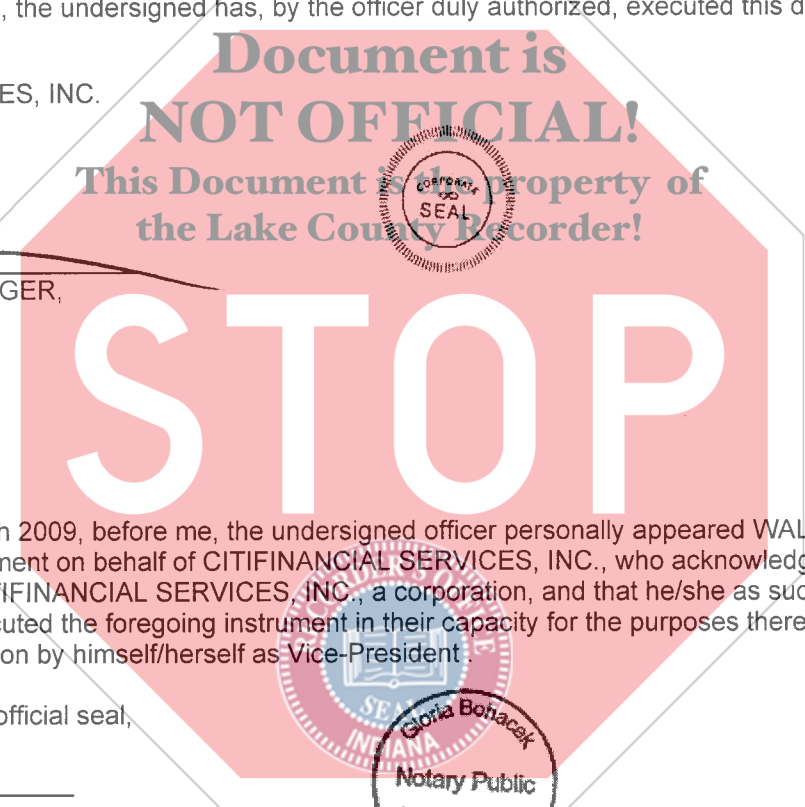 , the undersigned has, by the officer duly authorized, executed this d
Document is
ES, INC.
NOT OFFICIAL!
CORPORATE
SEAL
This Document is the property of
the Lake County Recorder!
GER,
STOP
h 2009, before me, the undersigned officer personally appeared WAL
ment on behalf of CITIFINANCIAL SERVICES, INC., who acknowledg
IFINANCIAL SERVICES, INC., a corporation, and that he/she as suc
cuted the foregoing instrument in their capacity for the purposes there
on by himself/herself as Vice-President .
RECORDER'S OFFICE
SEAL
INDIANA
official seal,
Gloria Bohacek
Notary Public